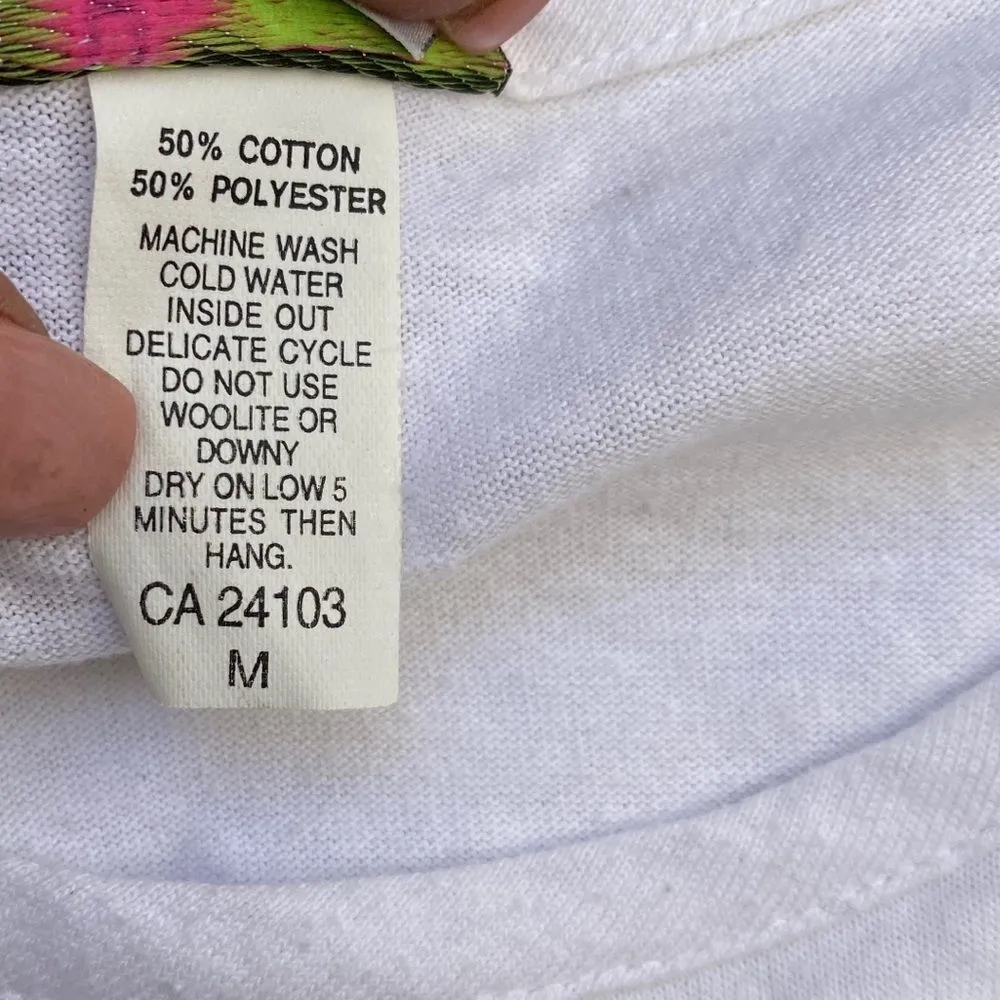 50% COTTON
50% POLYESTER
MACHINE WASH
COLD WATER
INSIDE OUT
DELICATE CYCLE
DO NOT USE
WOOLITE OR
DOWNY
DRY ON LOW 5
MINUTES THEN
HANG.
CA 24103
M